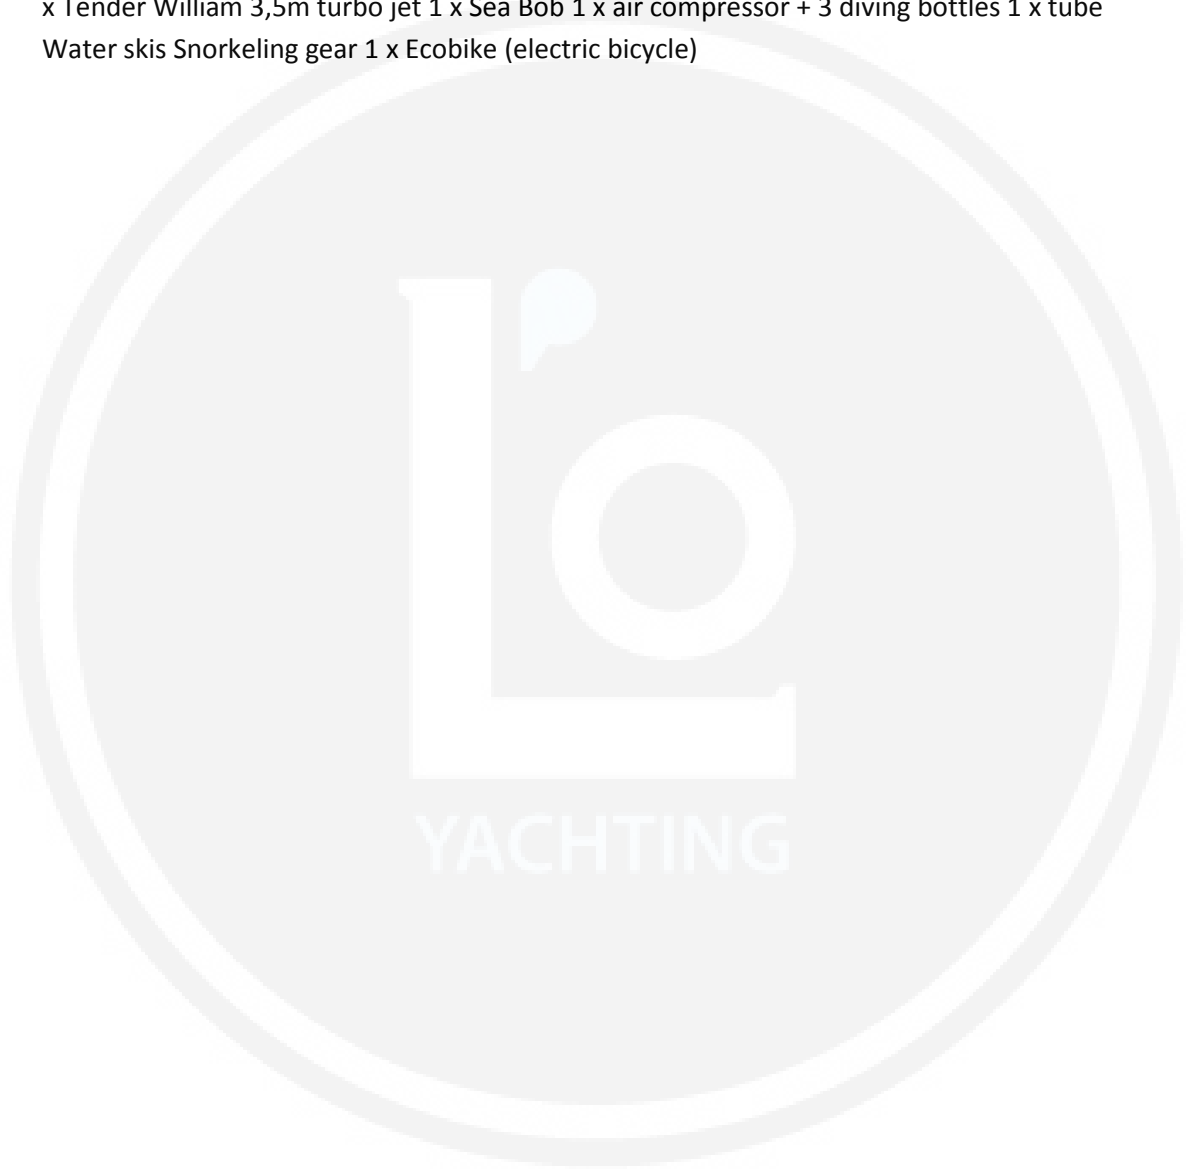 x Tender William 3,5m turbo jet 1 x Sea Bob 1 x air compressor + 3 diving bottles 1 x tube
Water skis Snorkeling gear 1 x Ecobike (electric bicycle)
L'O
YACHTING